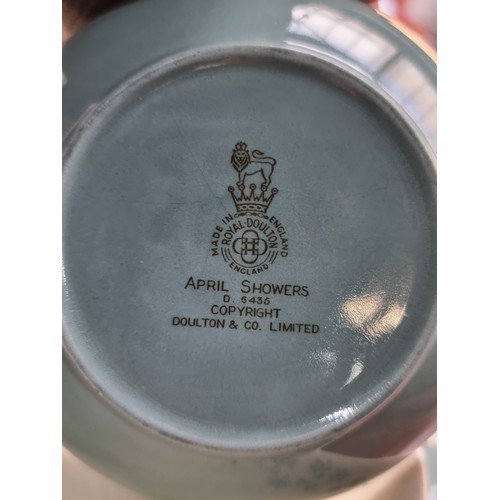 MADE IN ENGLAND
ROYAL·DOULTON
ENGLAND
APRIL SHOWERS
D. 6435
COPYRIGHT
DOULTON & CO. LIMITED